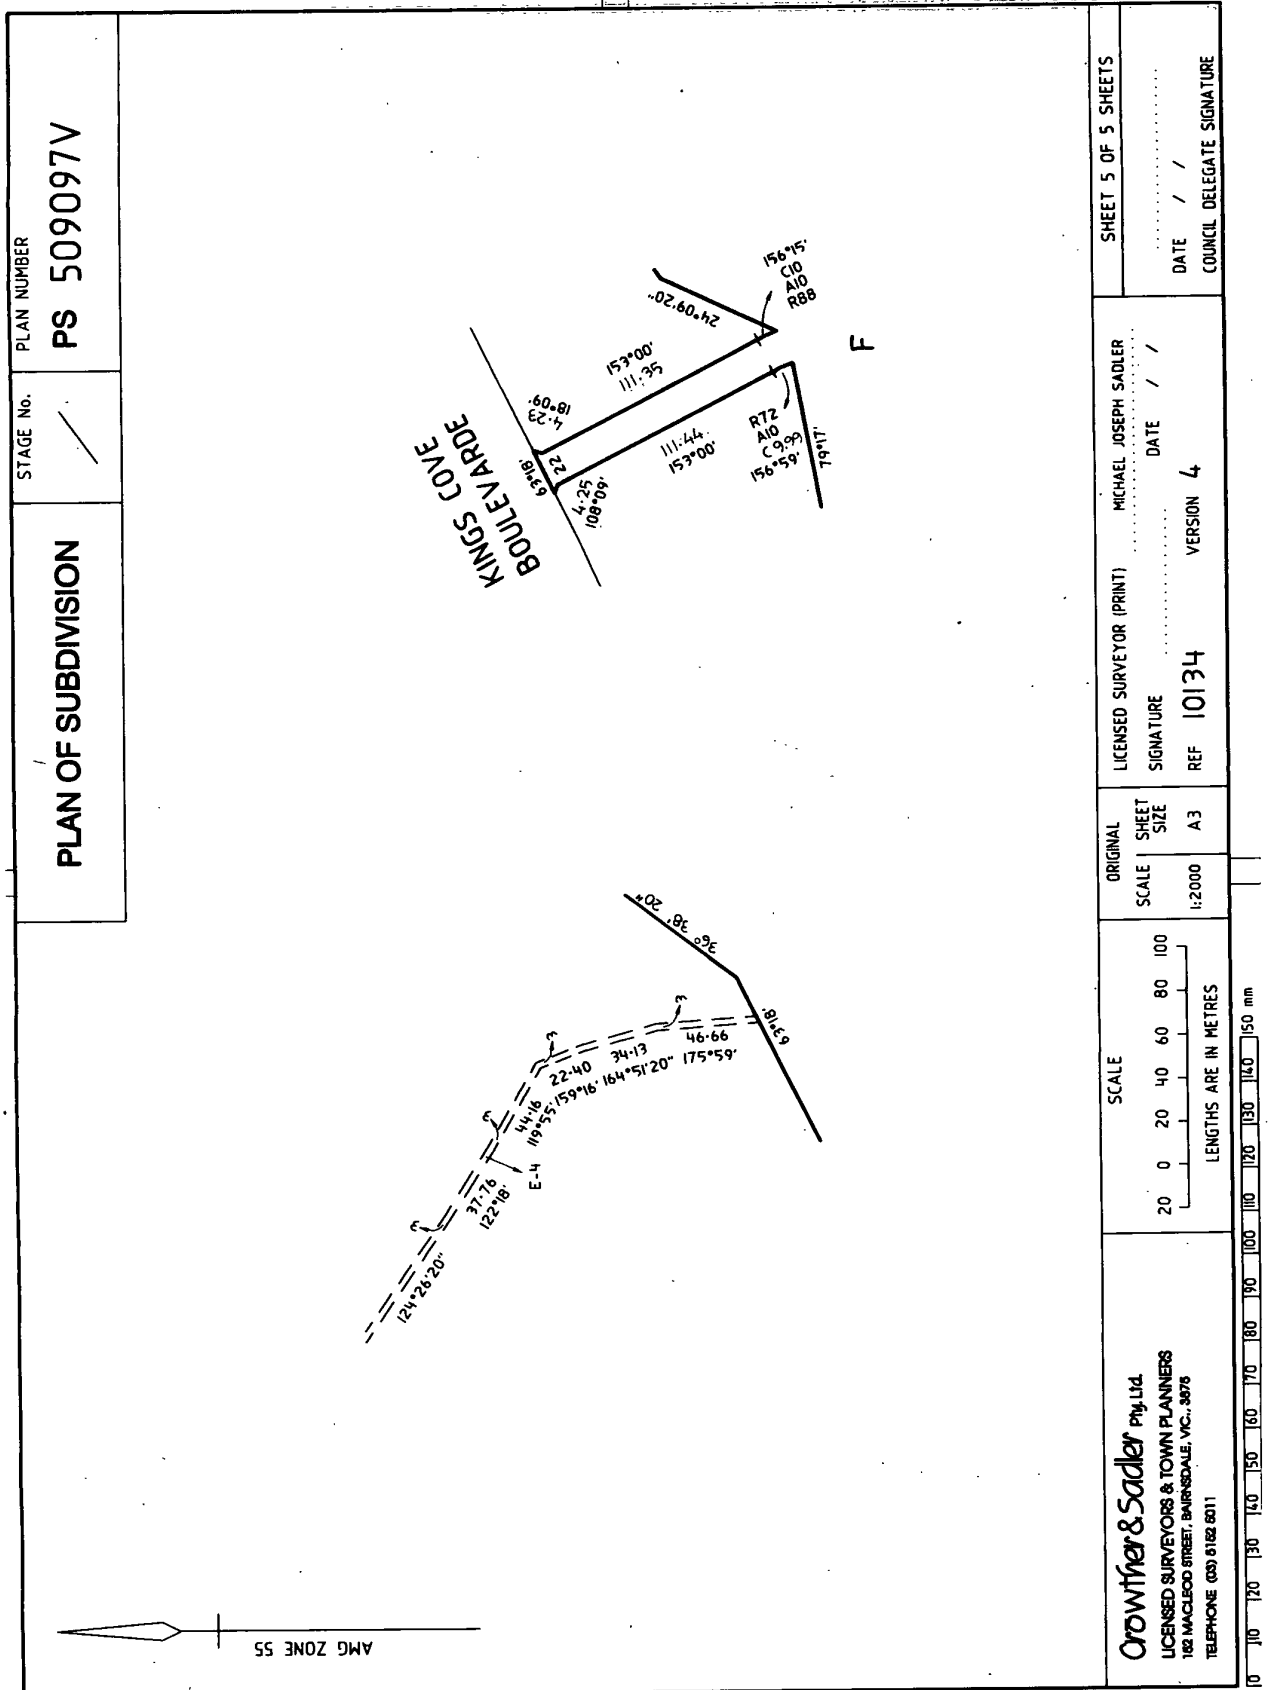 PLAN OF SUBDIVISION
STAGE No.
PLAN NUMBER
PS 509097V
AMG ZONE 55
124°26'20"
3
37·76
122°18'
E-4
3
44·16
119°55'
3
22·40
159°16'
34·13
164°51'20"
3
46·66
175°59'
63°18'
36° 38' 20"
KINGS COVE
BOULEVARDE
63°18'
22
4·23
18°09'
4·25
108°09'
153°00'
111·35
111·44
153°00'
24°09'20"
R72
A10
C 9.99
156°59'
79°17'
156°15'
C10
A10
R88
F
Crowther & Sadler Pty. Ltd.
LICENSED SURVEYORS & TOWN PLANNERS
152 MACLEOD STREET, BAIRNSDALE, VIC., 3875
TELEPHONE (03) 5152 5011
SCALE
20 0 20 40 60 80 100
LENGTHS ARE IN METRES
ORIGINAL
SCALE
SHEET
SIZE
1:2000
A3
LICENSED SURVEYOR (PRINT) MICHAEL JOSEPH SADLER
SIGNATURE DATE / /
REF 10134 VERSION 4
SHEET 5 OF 5 SHEETS
DATE / /
COUNCIL DELEGATE SIGNATURE
0 10 20 30 40 50 60 70 80 90 100 110 120 130 140 150 mm